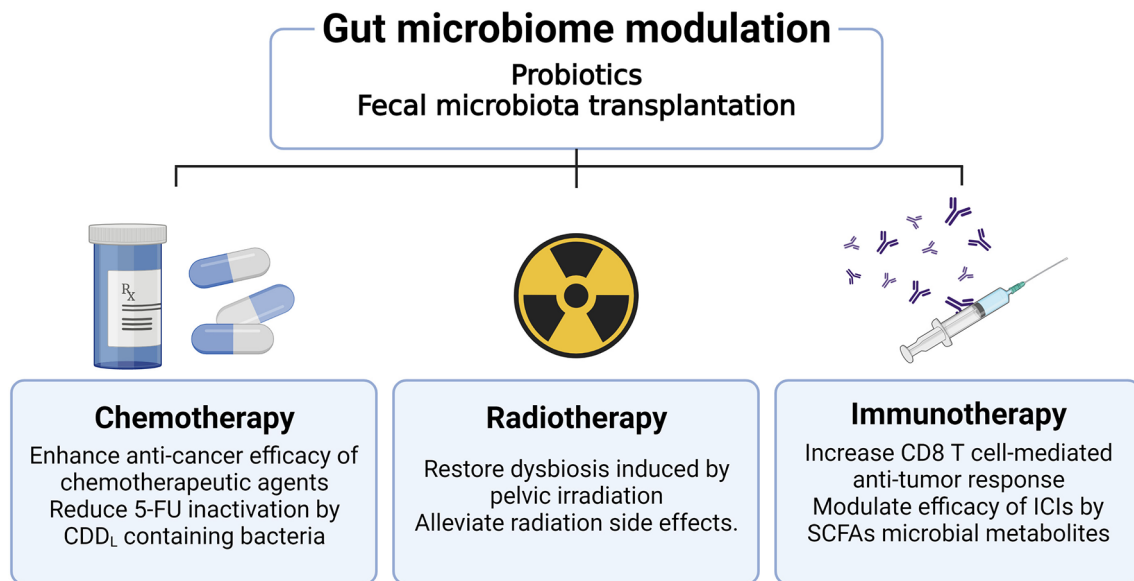 Gut microbiome modulation
Probiotics
Fecal microbiota transplantation
Rx
Chemotherapy
Enhance anti-cancer efficacy of
chemotherapeutic agents
Reduce 5-FU inactivation by
CDDL containing bacteria
Radiotherapy
Restore dysbiosis induced by
pelvic irradiation
Alleviate radiation side effects.
Immunotherapy
Increase CD8 T cell-mediated
anti-tumor response
Modulate efficacy of ICIs by
SCFAs microbial metabolites